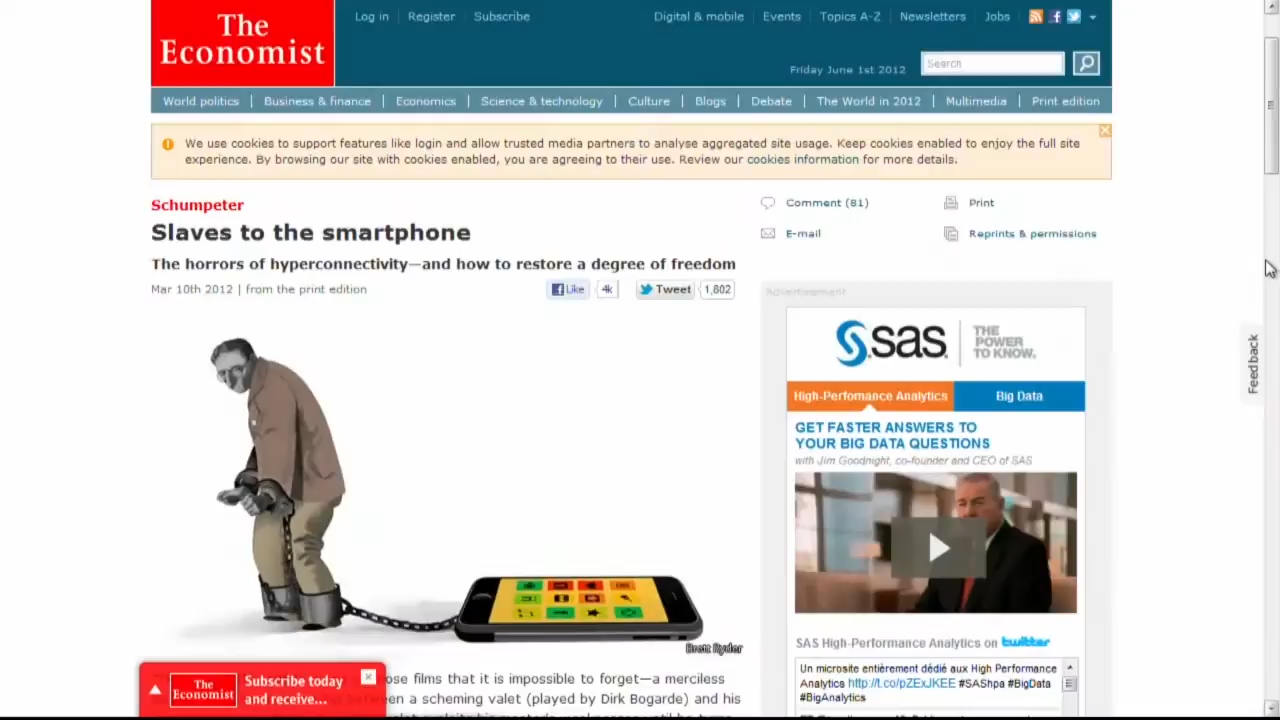 The
Economist
Log in
Register
Subscribe
Digital & mobile
Events
Topics A-Z
Newsletters
Jobs
Friday June 1st 2012
Search
World politics
Business & finance
Economics
Science & technology
Culture
Blogs
Debate
The World in 2012
Multimedia
Print edition
We use cookies to support features like login and allow trusted media partners to analyse aggregated site usage. Keep cookies enabled to enjoy the full site
experience. By browsing our site with cookies enabled, you are agreeing to their use. Review our cookies information for more details.
Schumpeter
Slaves to the smartphone
The horrors of hyperconnectivity—and how to restore a degree of freedom
Mar 10th 2012 | from the print edition
Like
4k
Tweet
1,802
Comment (81)
Print
E-mail
Reprints & permissions
Advertisement
sas
THE
POWER
TO KNOW.
High-Perfomance Analytics
Big Data
GET FASTER ANSWERS TO
YOUR BIG DATA QUESTIONS
with Jim Goodnight, co-founder and CEO of SAS
SAS High-Performance Analytics on twitter
Un microsite entièrement dédié aux High Performance
Analytics http://t.co/pZExJKEE #SAShpa #BigData
#BigAnalytics
Feedback
Brett Ryder
ose films that it is impossible to forget—a merciless
between a scheming valet (played by Dirk Bogarde) and his
The
Economist
Subscribe today
and receive...